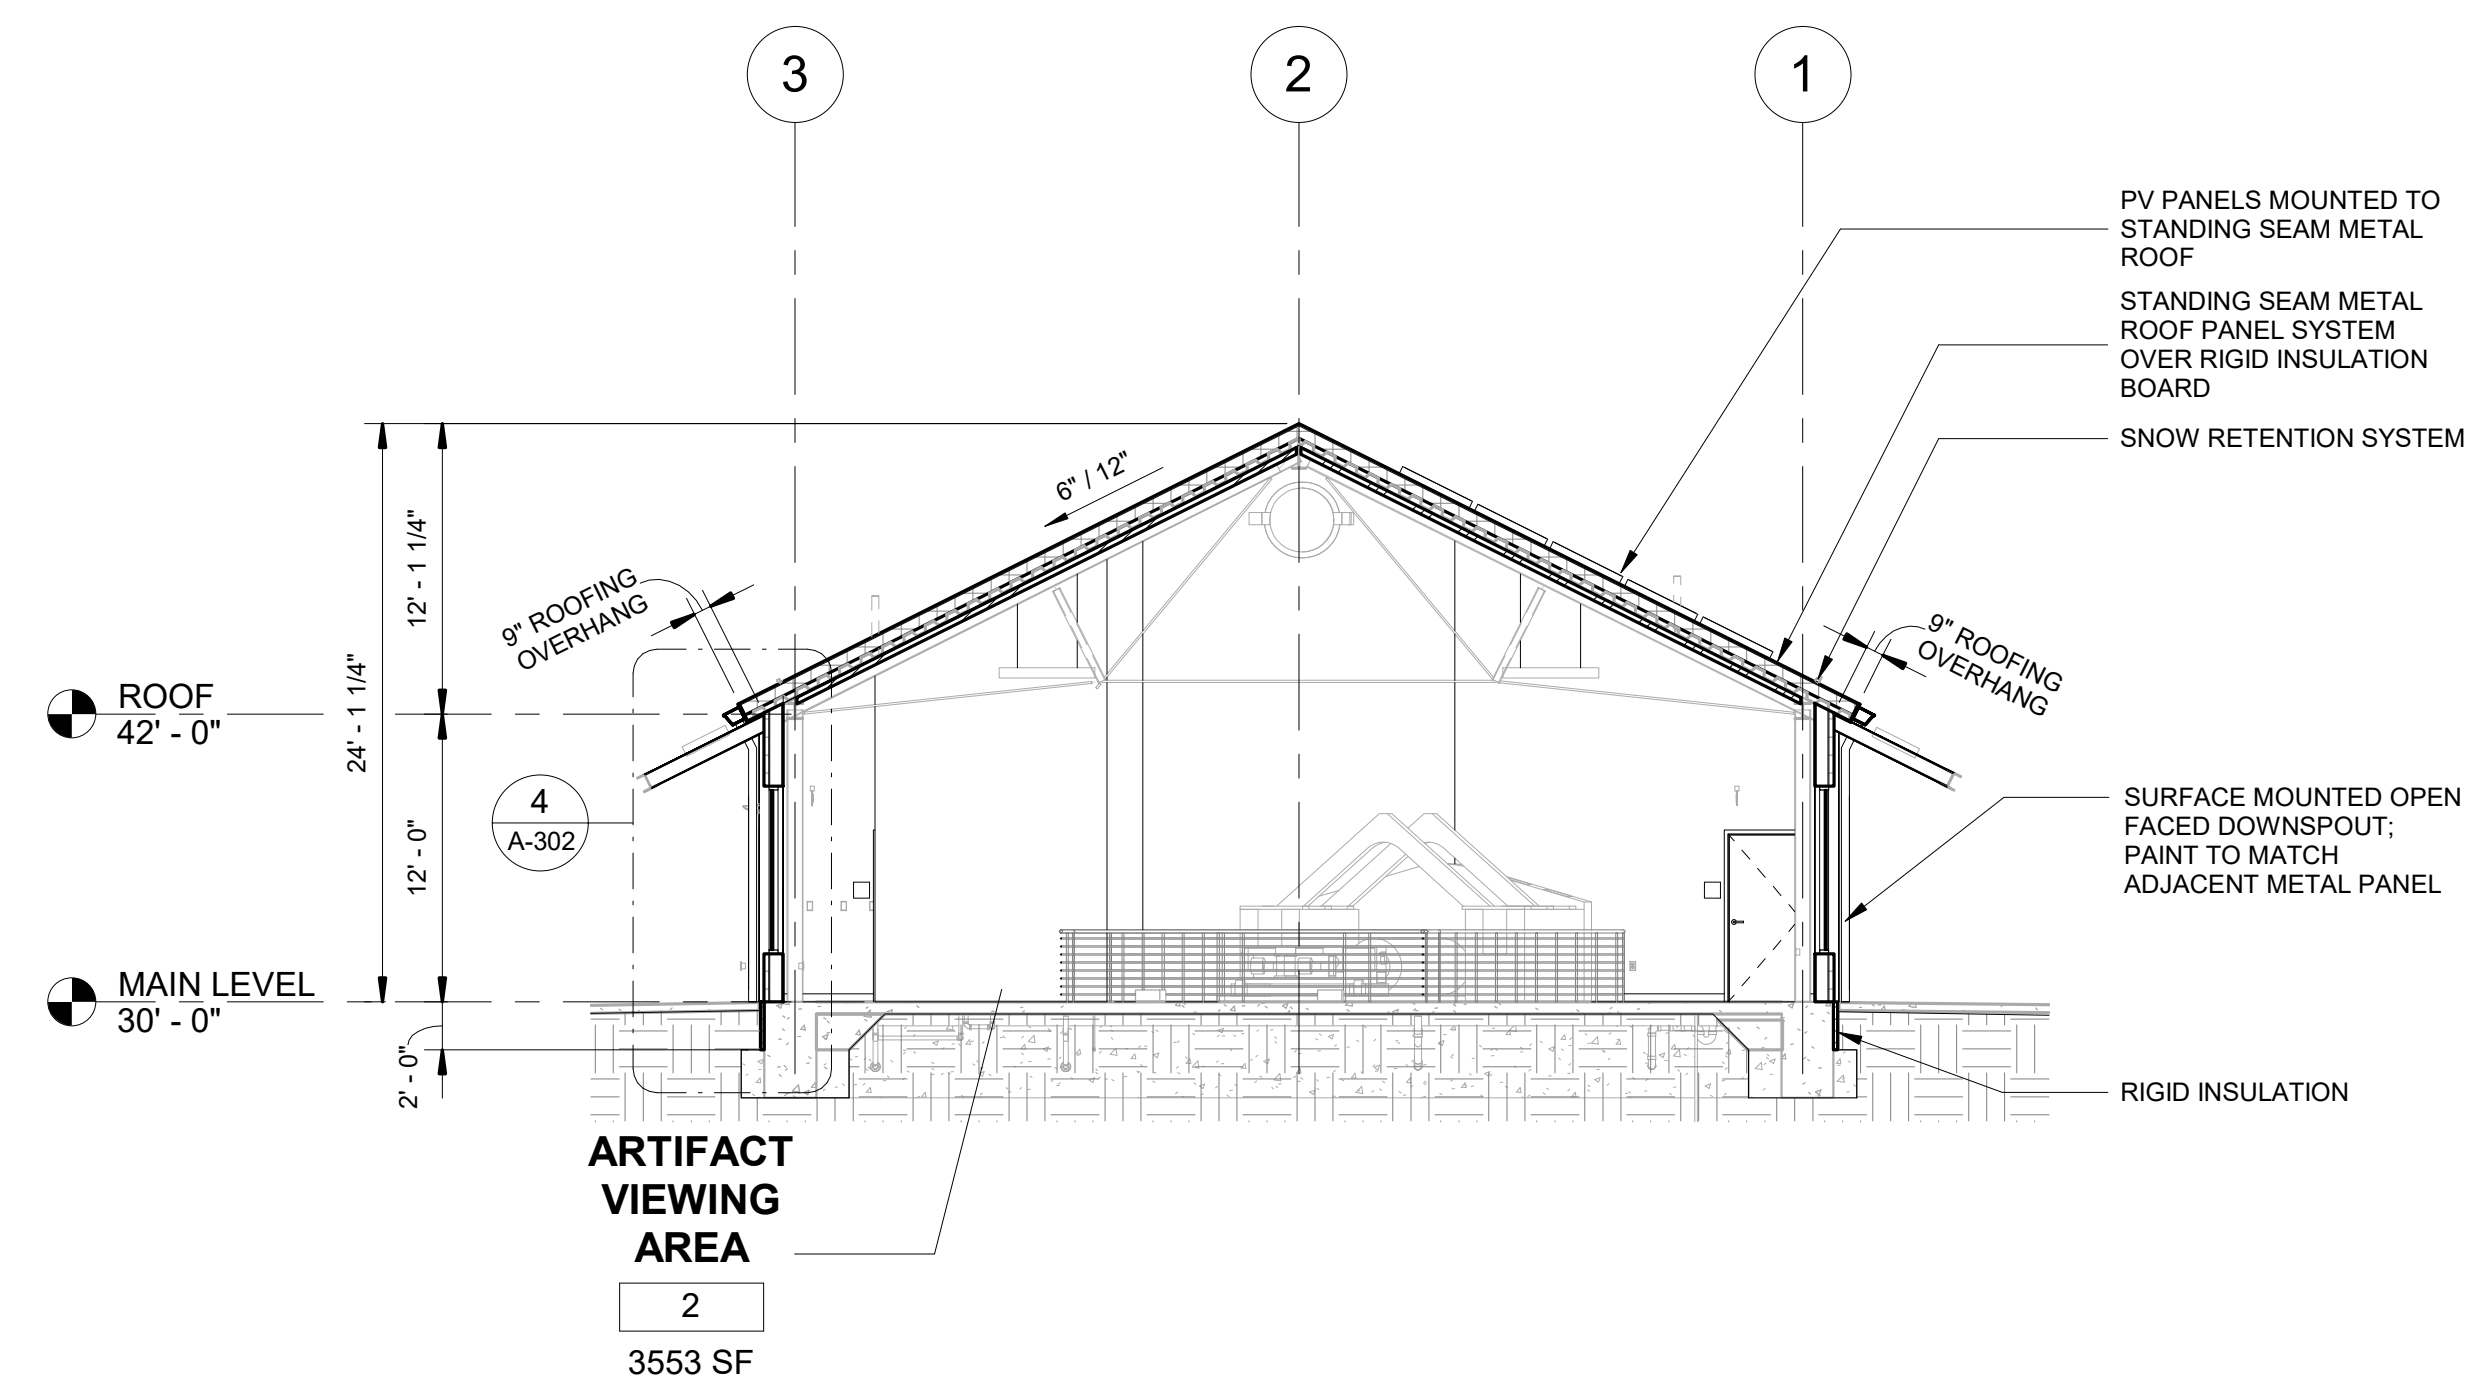 3
2
1
PV PANELS MOUNTED TO
STANDING SEAM METAL
ROOF
STANDING SEAM METAL
ROOF PANEL SYSTEM
OVER RIGID INSULATION
BOARD
SNOW RETENTION SYSTEM
6" / 12"
12' - 1 1/4"
24' - 1 1/4"
9" ROOFING
OVERHANG
9" ROOFING
OVERHANG
ROOF
42' - 0"
4
A-302
12' - 0"
SURFACE MOUNTED OPEN
FACED DOWNSPOUT;
PAINT TO MATCH
ADJACENT METAL PANEL
MAIN LEVEL
30' - 0"
2' - 0"
RIGID INSULATION
ARTIFACT
VIEWING
AREA
2
3553 SF